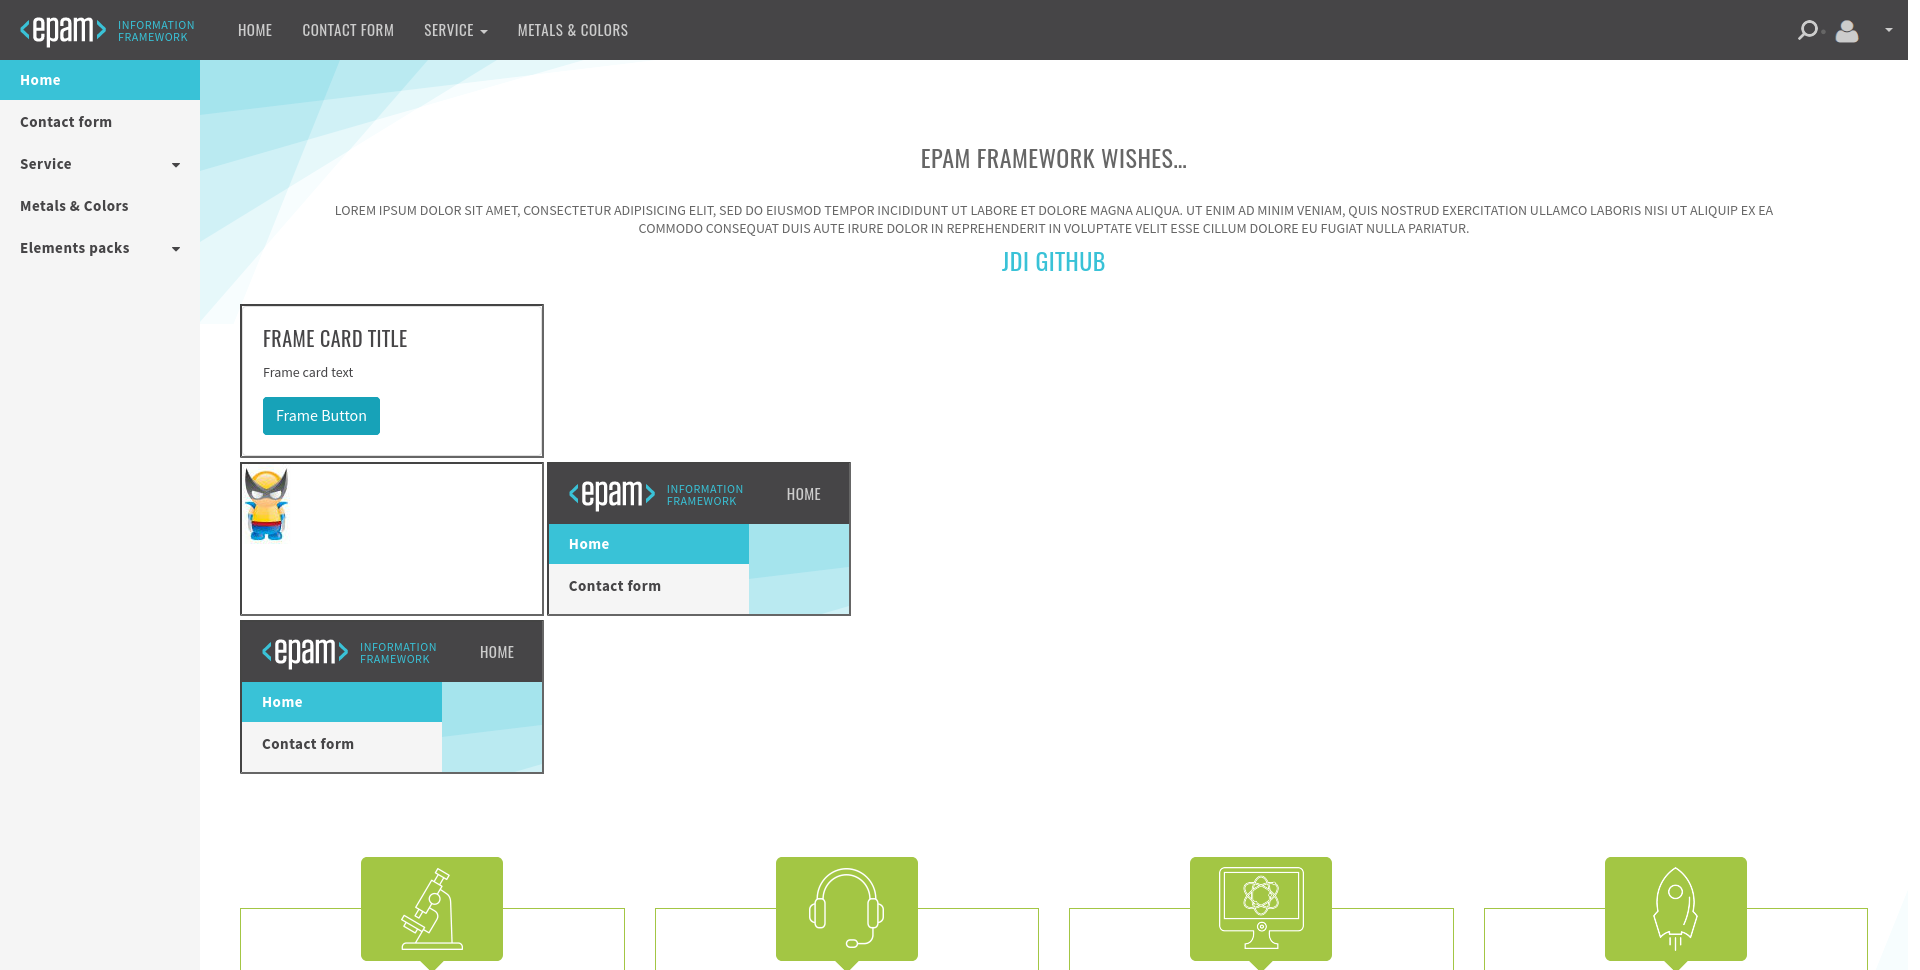 <epam> INFORMATION
FRAMEWORK
HOME CONTACT FORM SERVICE METALS & COLORS
Home
Contact form
Service
Metals & Colors
Elements packs
EPAM FRAMEWORK WISHES...
LOREM IPSUM DOLOR SIT AMET, CONSECTETUR ADIPISICING ELIT, SED DO EIUSMOD TEMPOR INCIDIDUNT UT LABORE ET DOLORE MAGNA ALIQUA. UT ENIM AD MINIM VENIAM, QUIS NOSTRUD EXERCITATION ULLAMCO LABORIS NISI UT ALIQUIP EX EA
COMMODO CONSEQUAT DUIS AUTE IRURE DOLOR IN REPREHENDERIT IN VOLUPTATE VELIT ESSE CILLUM DOLORE EU FUGIAT NULLA PARIATUR.
JDI GITHUB
FRAME CARD TITLE
Frame card text
Frame Button
<epam> INFORMATION
FRAMEWORK
HOME
Home
Contact form
<epam> INFORMATION
FRAMEWORK
HOME
Home
Contact form